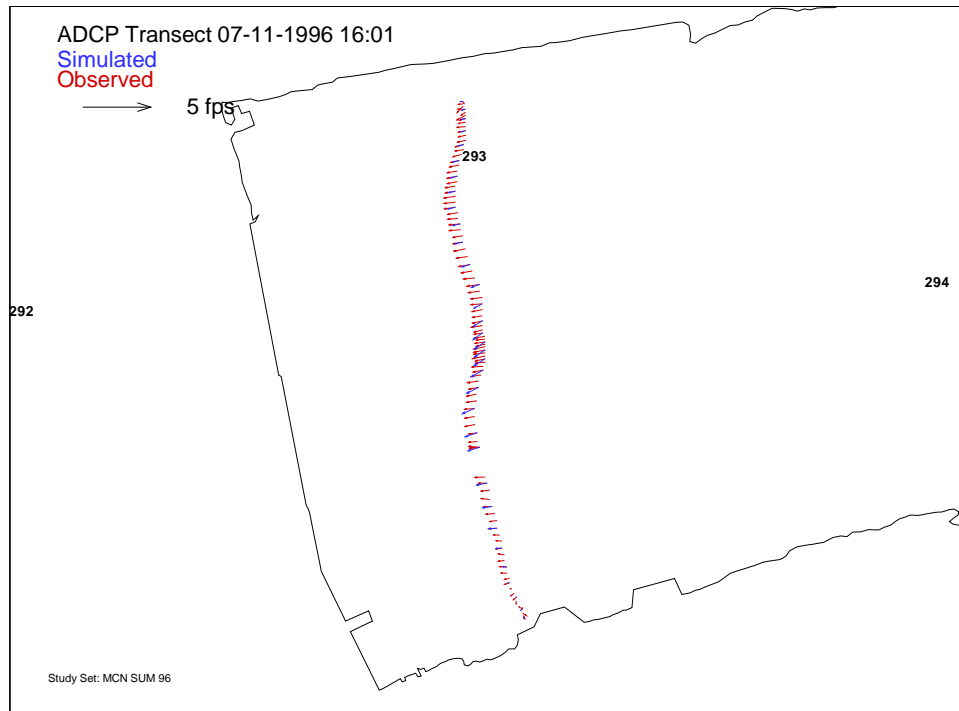 ADCP Transect 07-11-1996 16:01
Simulated
Observed
5 fps
293
294
292
Study Set: MCN SUM 96